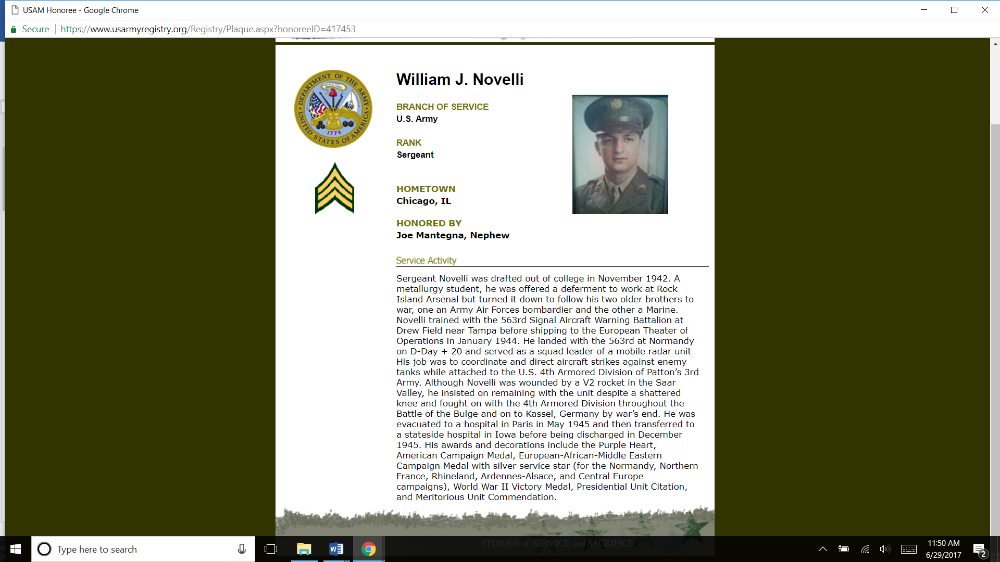 USAM Honoree - Google Chrome
Secure https://www.usarmyregistry.org/Registry/Plaque.aspx?honoreeID=417453
DEPARTMENT OF THE ARMY
UNITED STATES OF AMERICA
1775
William J. Novelli
BRANCH OF SERVICE
U.S. Army
RANK
Sergeant
HOMETOWN
Chicago, IL
HONORED BY
Joe Mantegna, Nephew
Service Activity
Sergeant Novelli was drafted out of college in November 1942. A
metallurgy student, he was offered a deferment to work at Rock
Island Arsenal but turned it down to follow his two older brothers to
war, one an Army Air Forces bombardier and the other a Marine.
Novelli trained with the 563rd Signal Aircraft Warning Battalion at
Drew Field near Tampa before shipping to the European Theater of
Operations in January 1944. He landed with the 563rd at Normandy
on D-Day + 20 and served as a squad leader of a mobile radar unit
His job was to coordinate and direct aircraft strikes against enemy
tanks while attached to the U.S. 4th Armored Division of Patton’s 3rd
Army. Although Novelli was wounded by a V2 rocket in the Saar
Valley, he insisted on remaining with the unit despite a shattered
knee and fought on with the 4th Armored Division throughout the
Battle of the Bulge and on to Kassel, Germany by war’s end. He was
evacuated to a hospital in Paris in May 1945 and then transferred to
a stateside hospital in Iowa before being discharged in December
1945. His awards and decorations include the Purple Heart,
American Campaign Medal, European-African-Middle Eastern
Campaign Medal with silver service star (for the Normandy, Northern
France, Rhineland, Ardennes-Alsace, and Central Europe
campaigns), World War II Victory Medal, Presidential Unit Citation,
and Meritorious Unit Commendation.
STORIES of SERVICE and SACRIFICE
Type here to search
11:50 AM
6/29/2017
2